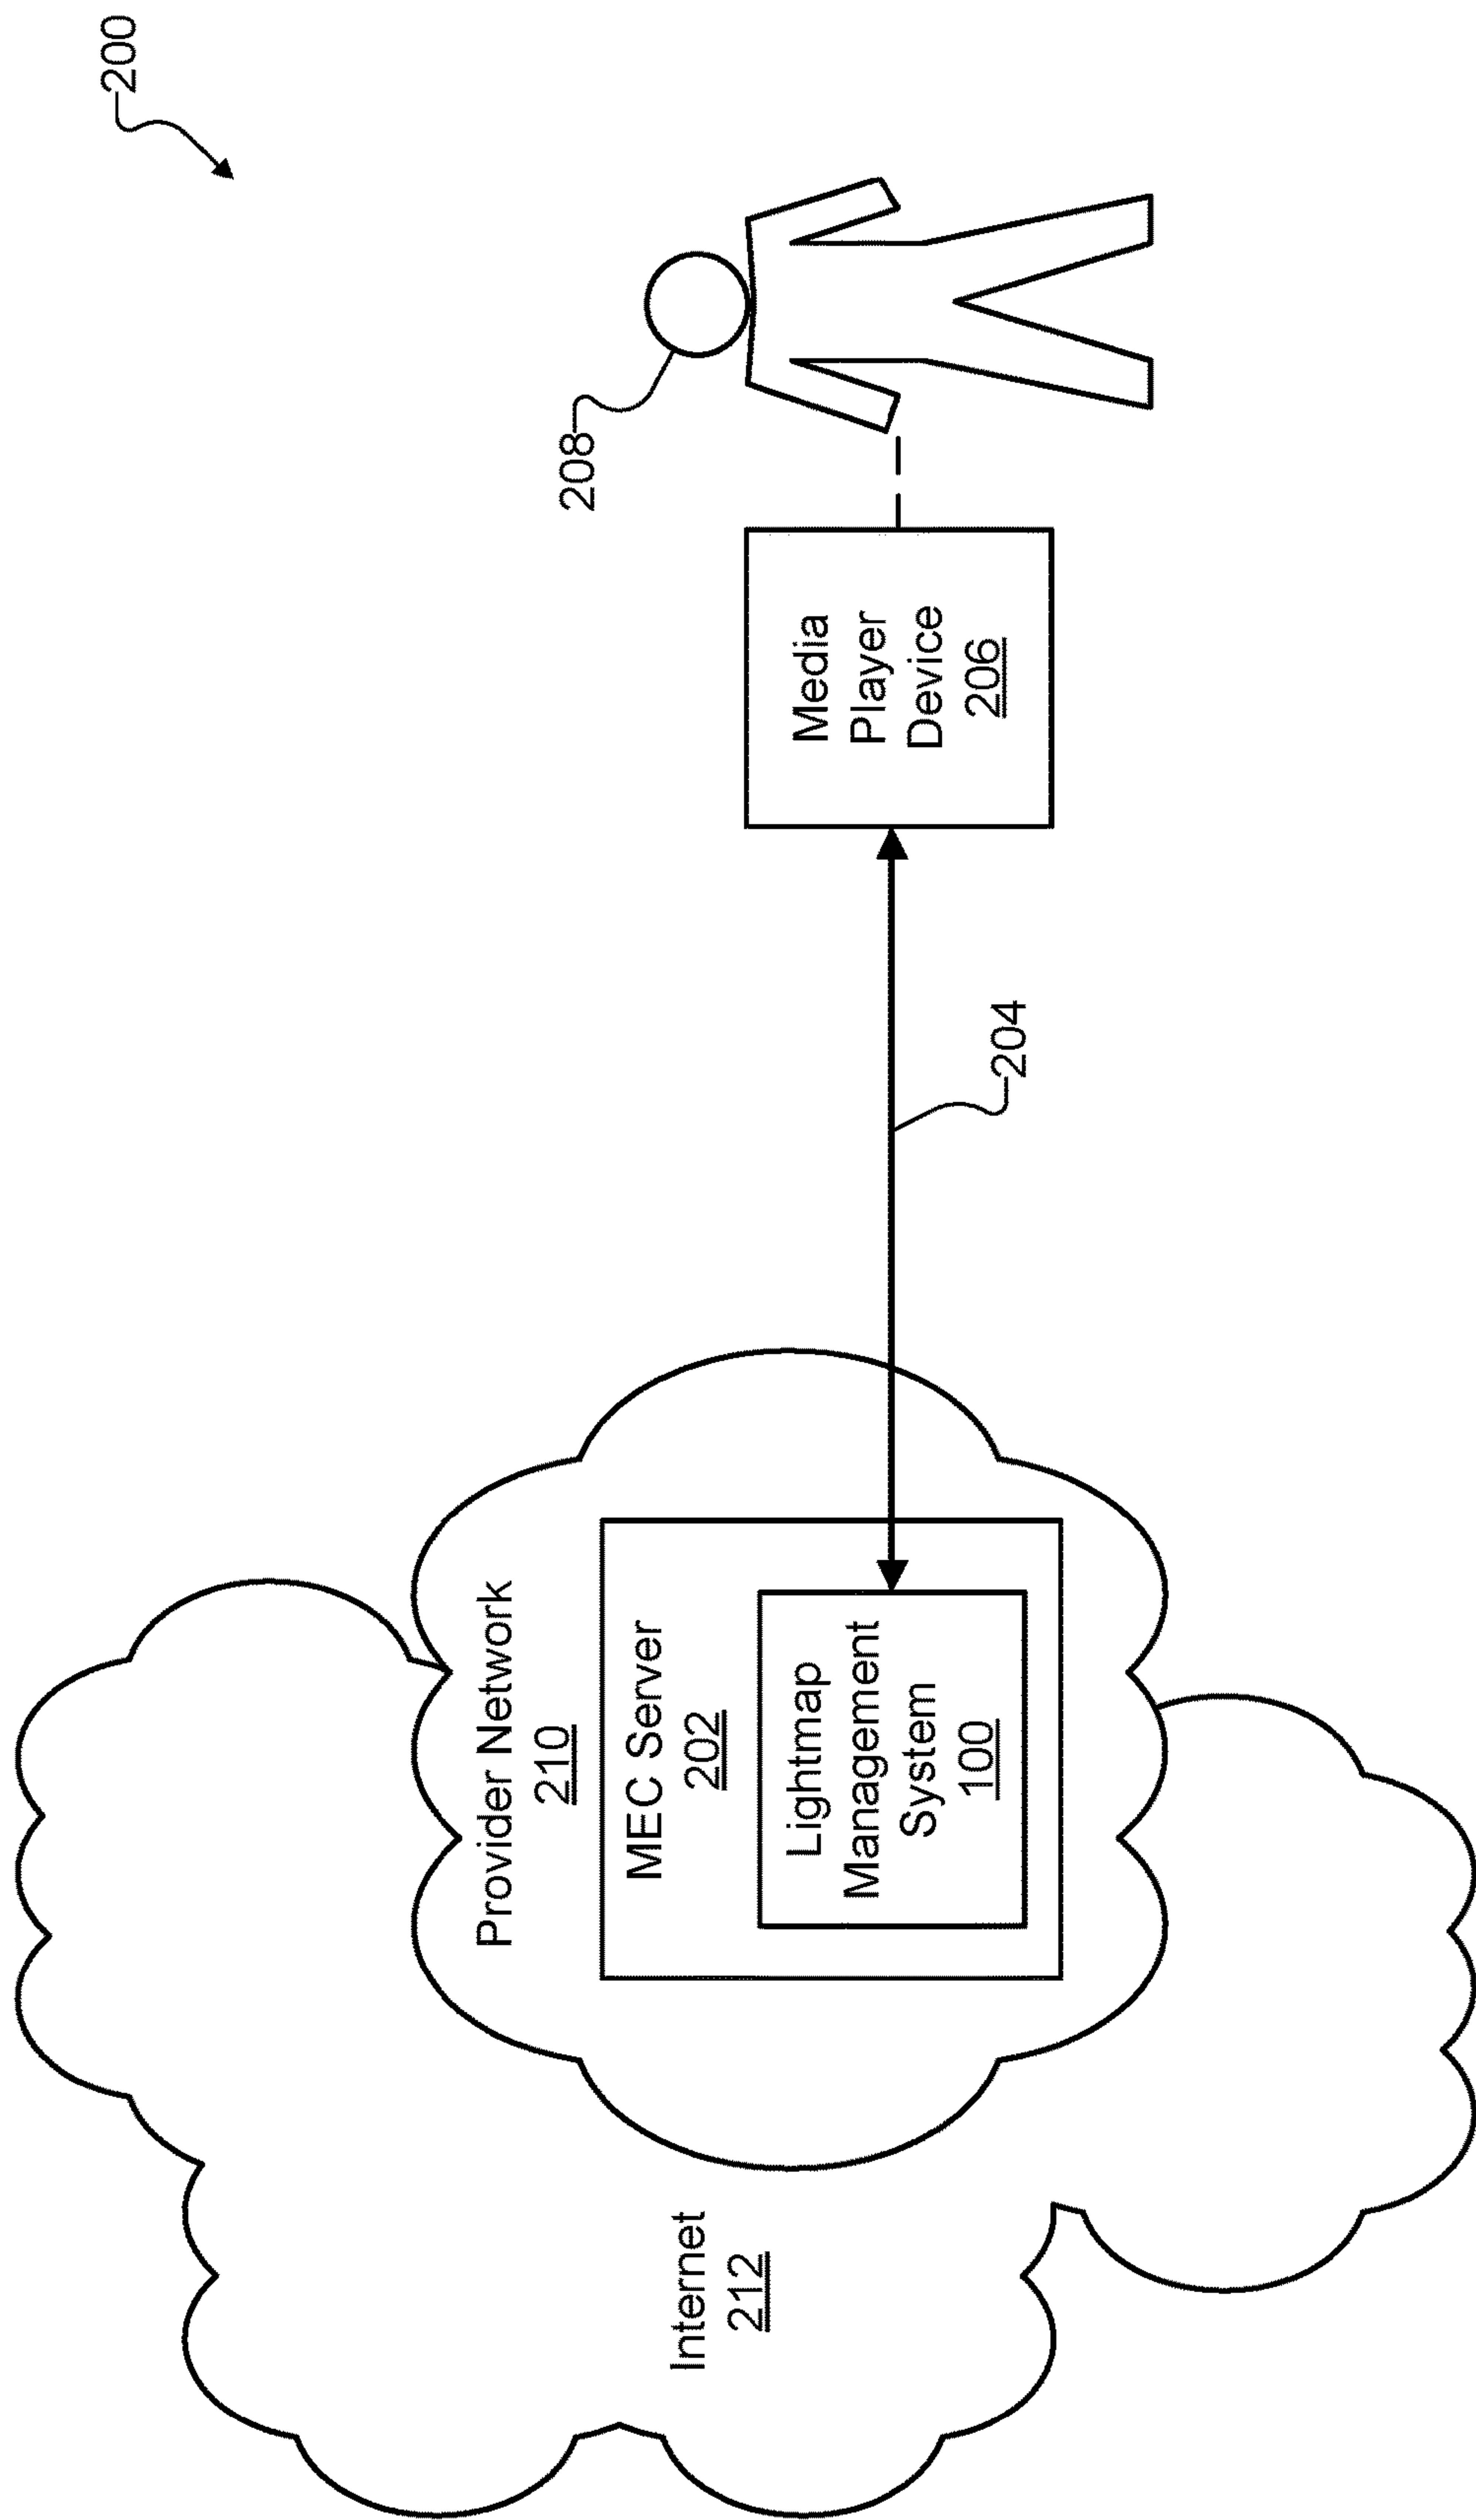 200
Internet
212
Provider Network
210
MEC Server
202
Lightmap
Management
System
100
204
Media
Player
Device
206
208